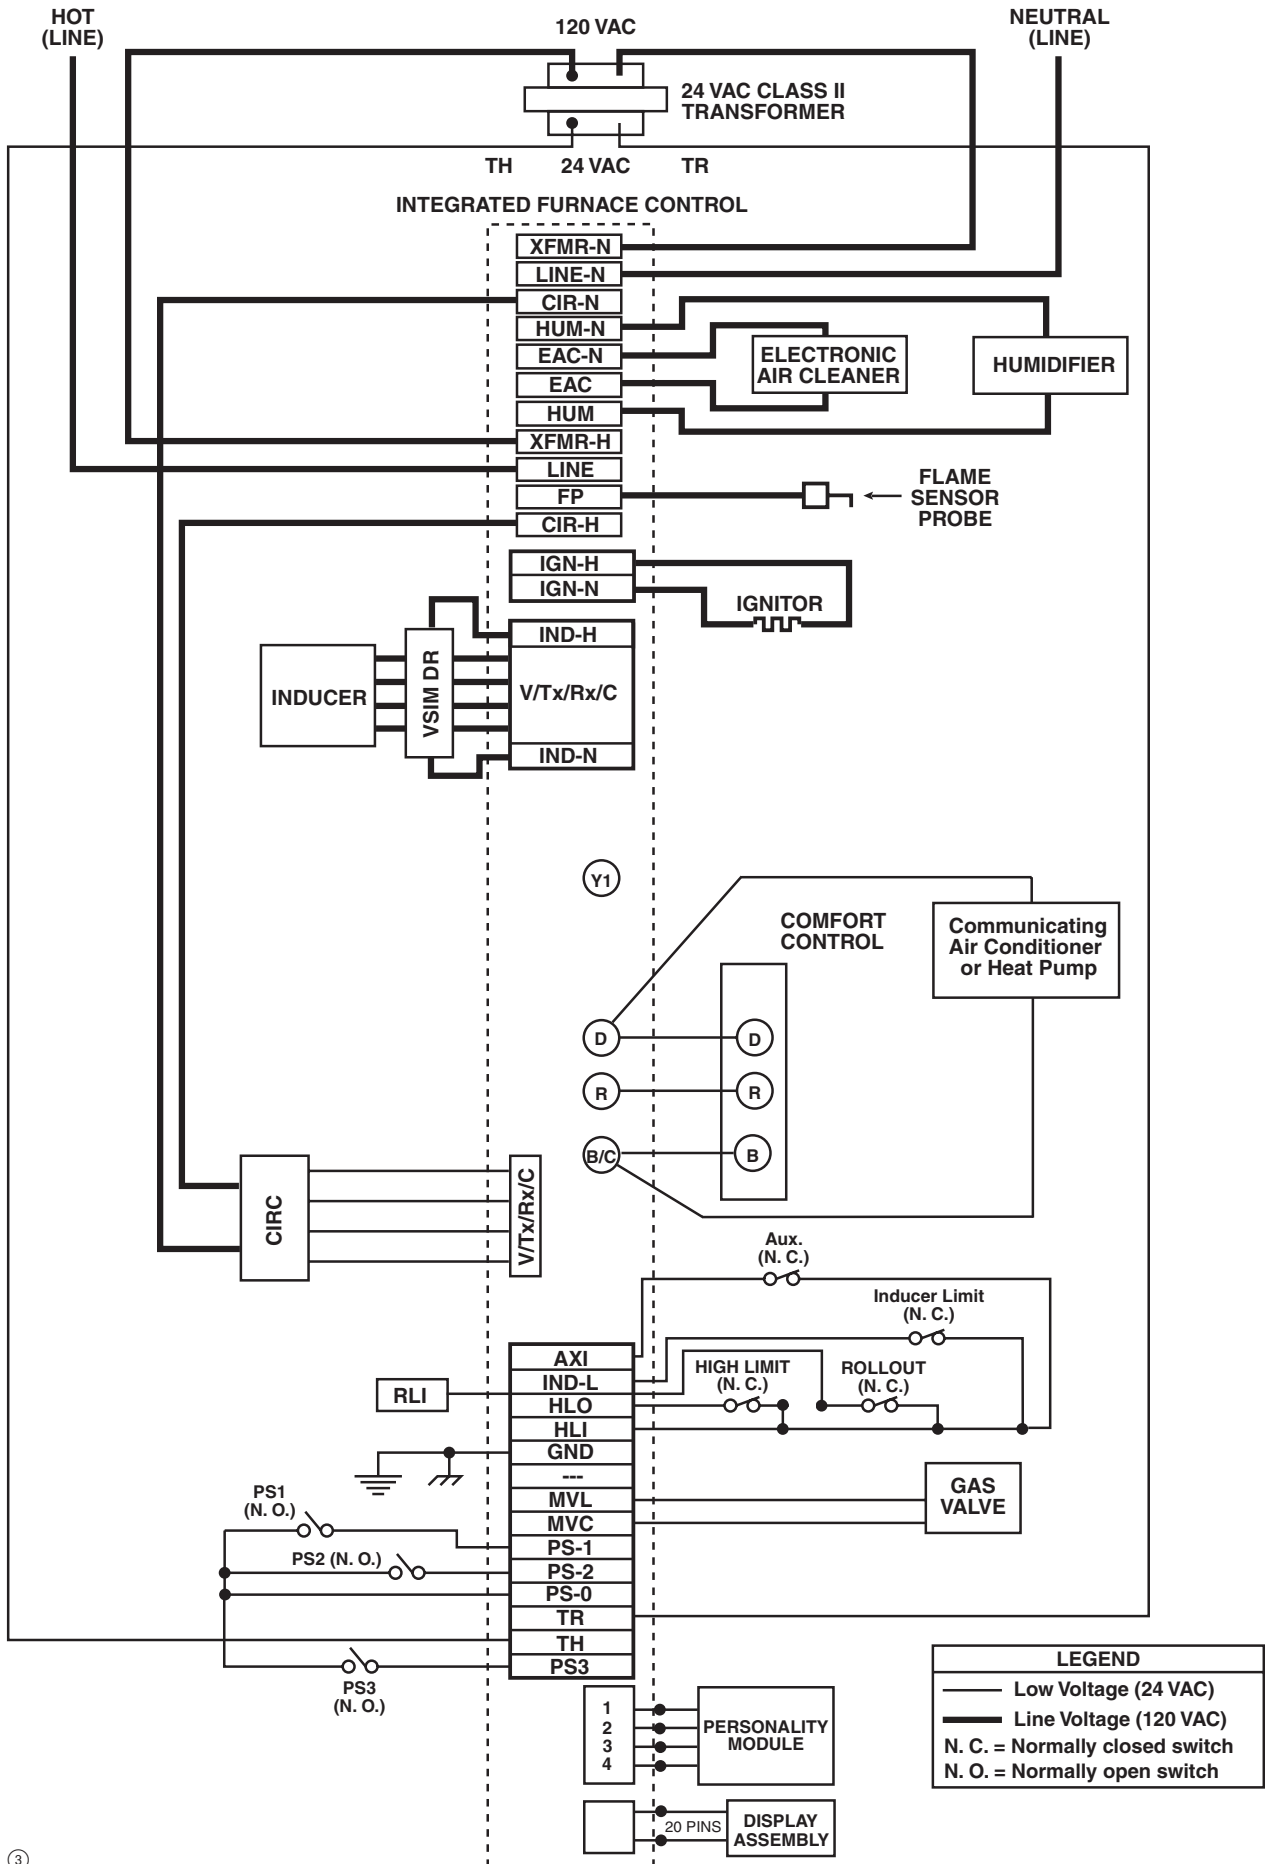 HOT
(LINE)
120 VAC
NEUTRAL
(LINE)
24 VAC CLASS II
TRANSFORMER
TH 24 VAC TR
INTEGRATED FURNACE CONTROL
XFMR-N
LINE-N
CIR-N
HUM-N
EAC-N
EAC
HUM
XFMR-H
LINE
FP
CIR-H
ELECTRONIC
AIR CLEANER
HUMIDIFIER
FLAME
SENSOR
PROBE
IGN-H
IGN-N
IGNITOR
INDUCER
VSIM DR
IND-H
V/Tx/Rx/C
IND-N
Y1
COMFORT
CONTROL
Communicating
Air Conditioner
or Heat Pump
D
D
R
R
B/C
B
CIRC
V/Tx/Rx/C
Aux.
(N. C.)
Inducer Limit
(N. C.)
HIGH LIMIT
(N. C.)
ROLLOUT
(N. C.)
RLI
AXI
IND-L
HLO
HLI
GND
---
MVL
MVC
PS-1
PS-2
PS-0
TR
TH
PS3
GAS
VALVE
PS1
(N. O.)
PS2 (N. O.)
PS3
(N. O.)
1
2
3
4
PERSONALITY
MODULE
20 PINS
DISPLAY
ASSEMBLY
LEGEND
Low Voltage (24 VAC)
Line Voltage (120 VAC)
N. C. = Normally closed switch
N. O. = Normally open switch
3